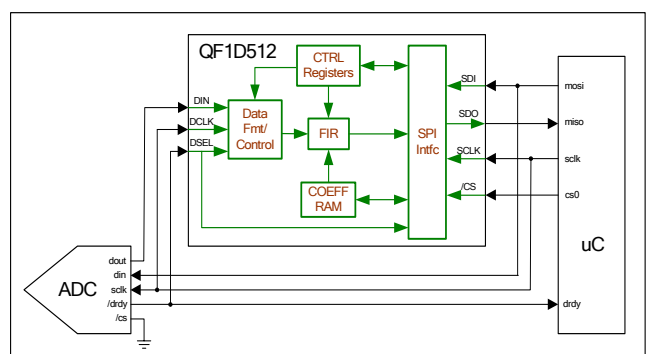 QF1D512
CTRL
Registers
DIN
DCLK
DSEL
Data
Fmt/
Control
FIR
COEFF
RAM
SPI
Intfc
SDI
SDO
SCLK
/CS
mosi
miso
sclk
cs0
uC
drdy
ADC
dout
din
sclk
/drdy
/cs